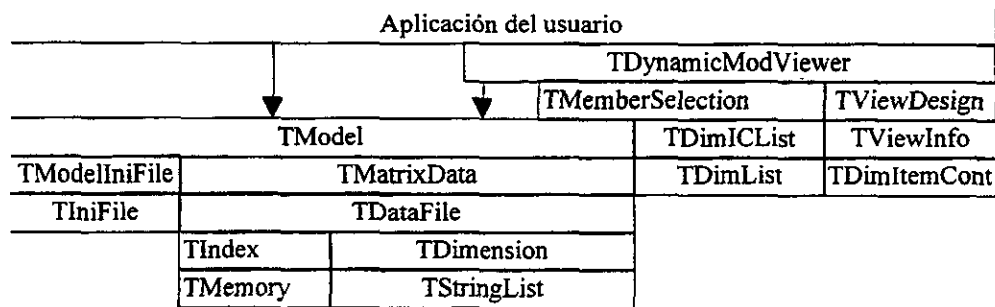 Aplicación del usuario
TDynamicModViewer
TMemberSelection TViewDesign
TModel TDimICList TViewInfo
TModelIniFile TMatrixData TDimList TDimItemCont
TIniFile TDataFile
TIndex TDimension
TMemory TStringList